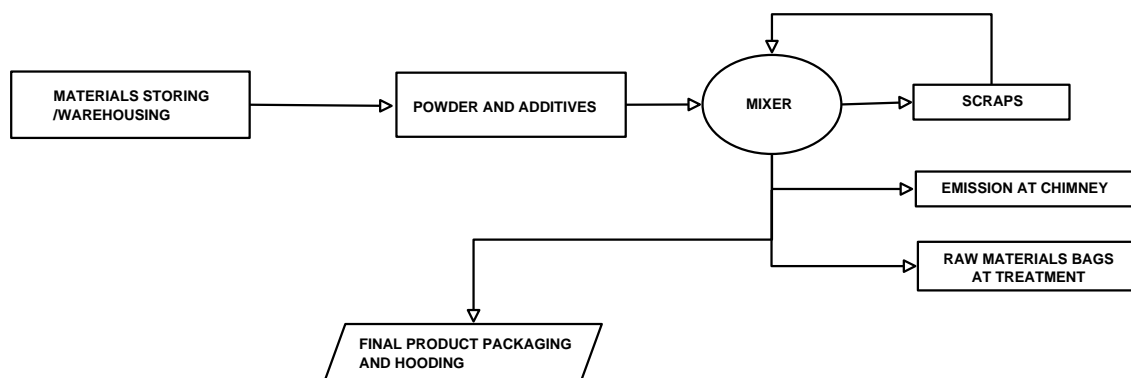 MATERIALS STORING
/WAREHOUSING
POWDER AND ADDITIVES
MIXER
SCRAPS
EMISSION AT CHIMNEY
RAW MATERIALS BAGS
AT TREATMENT
FINAL PRODUCT PACKAGING
AND HOODING